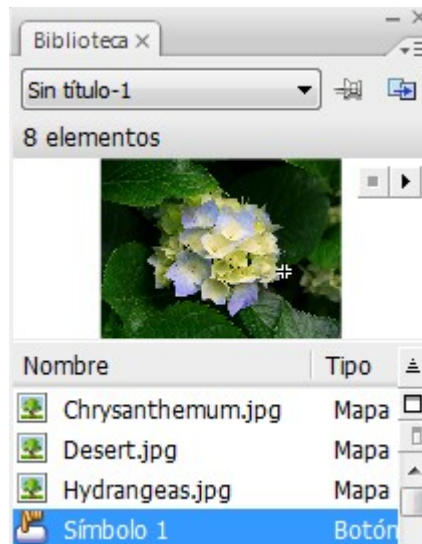 Biblioteca
Sin título-1
8 elementos
Nombre Tipo
Chrysanthemum.jpg Mapa
Desert.jpg Mapa
Hydrangeas.jpg Mapa
Símbolo 1 Botón